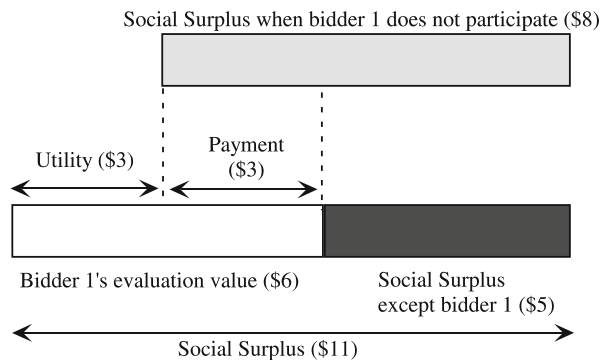 Social Surplus when bidder 1 does not participate ($8)
Utility ($3)
Payment
($3)
Bidder 1's evaluation value ($6)
Social Surplus
except bidder 1 ($5)
Social Surplus ($11)